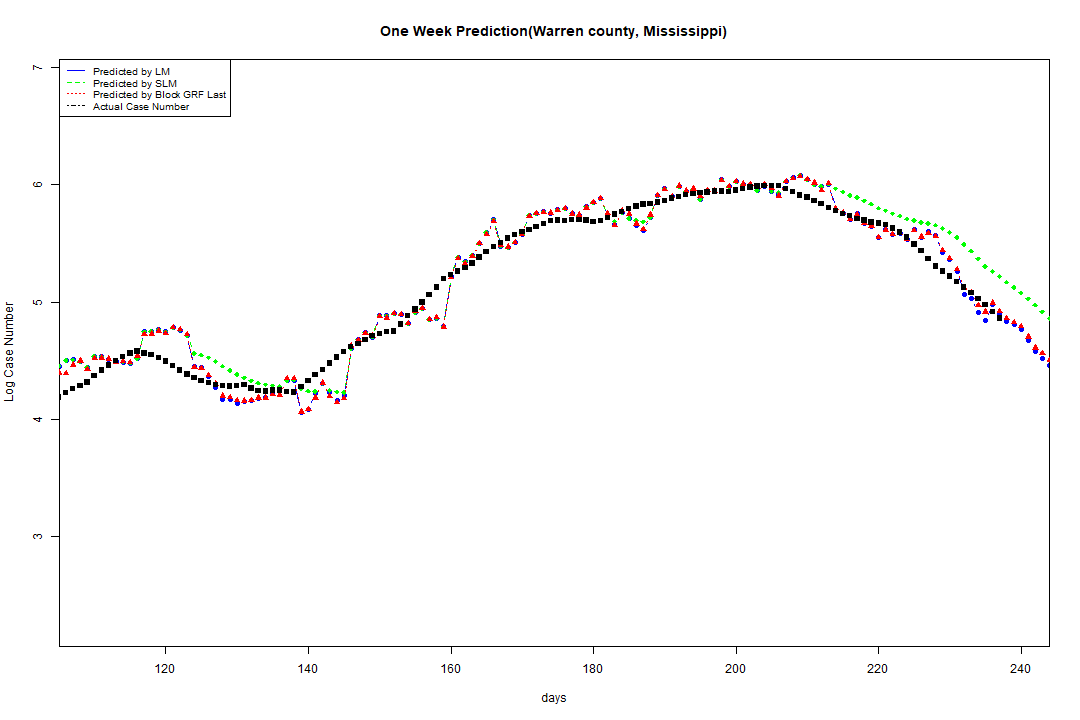 One Week Prediction(Warren county, Mississippi)
Predicted by LM
Predicted by SLM
Predicted by Block GRF Last
Actual Case Number
7
6
5
4
3
Log Case Number
120 140 160 180 200 220 240
days